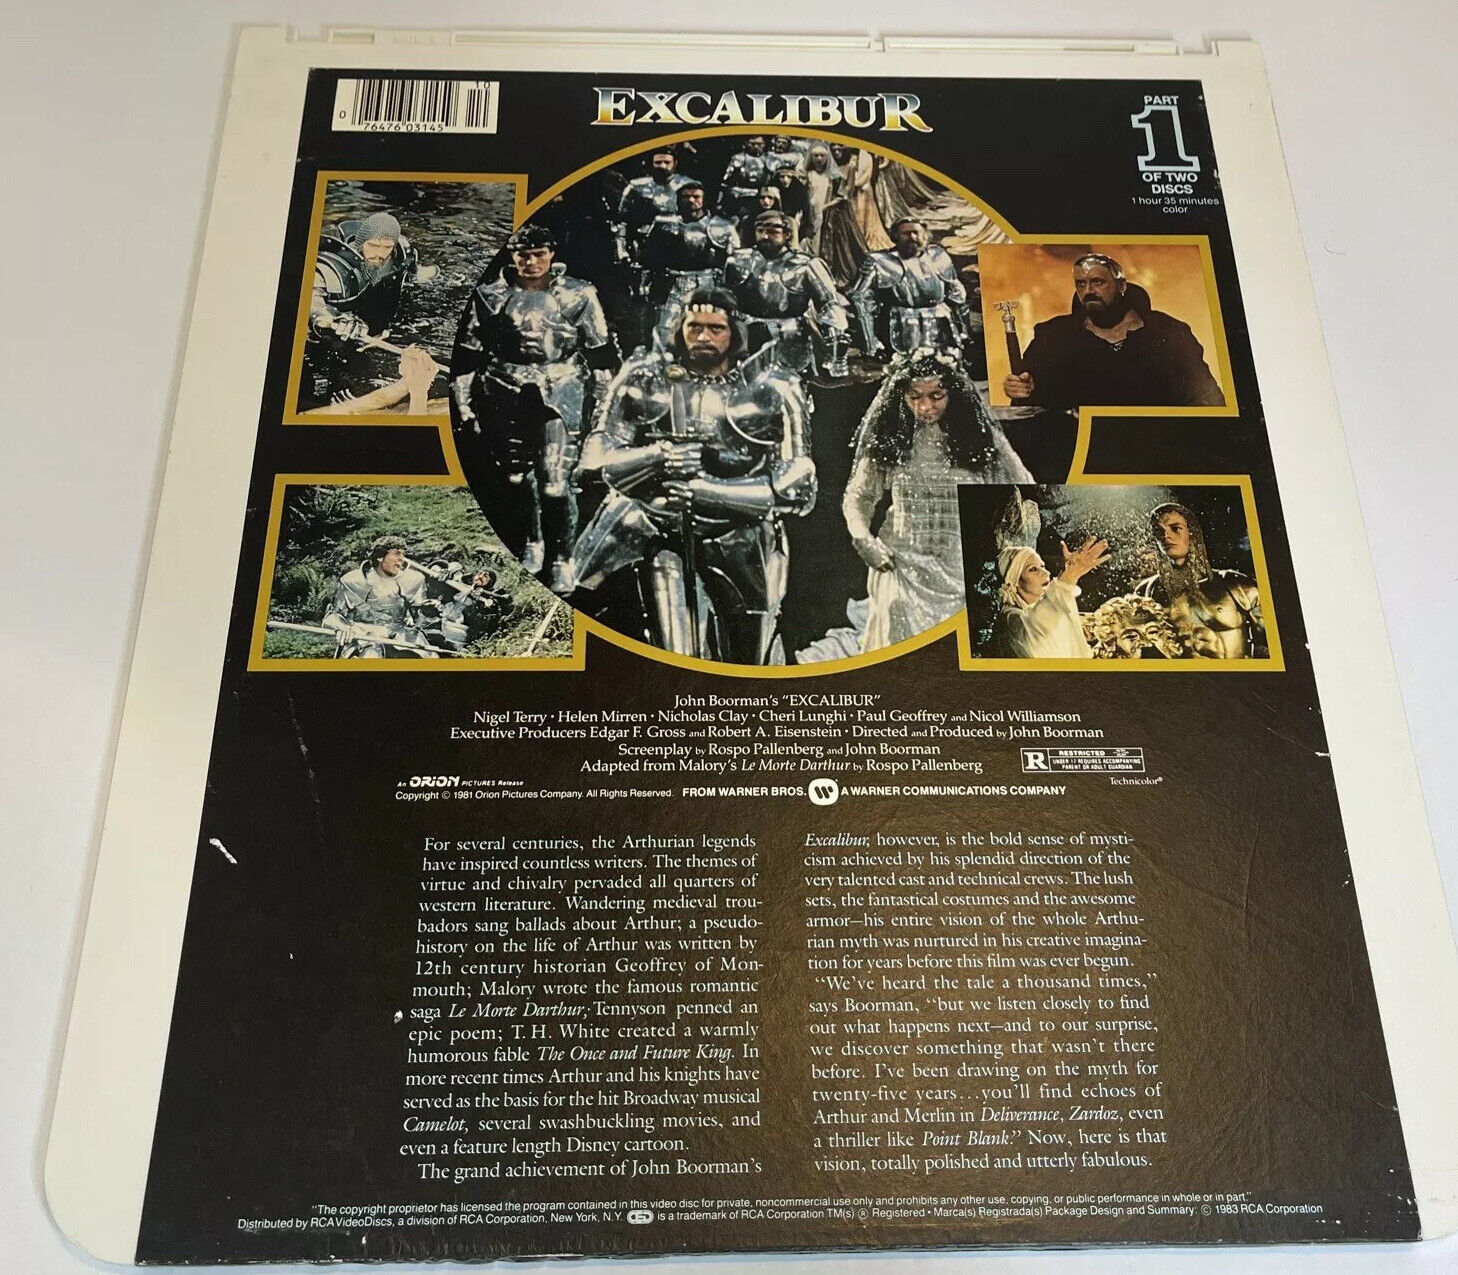 10
0
76476 03145
EXCALIBUR
PART
1
OF TWO
DISCS
1 hour 35 minutes
color
John Boorman's "EXCALIBUR"
Nigel Terry • Helen Mirren • Nicholas Clay • Cheri Lunghi • Paul Geoffrey and Nicol Williamson
Executive Producers Edgar F. Gross and Robert A. Eisenstein • Directed and Produced by John Boorman
Screenplay by Rospo Pallenberg and John Boorman
Adapted from Malory's Le Morte Darthur by Rospo Pallenberg
R RESTRICTED
UNDER 17 REQUIRES ACCOMPANYING
PARENT OR ADULT GUARDIAN
Technicolor®
An ORION PICTURES Release
Copyright © 1981 Orion Pictures Company. All Rights Reserved. FROM WARNER BROS. A WARNER COMMUNICATIONS COMPANY
For several centuries, the Arthurian legends
have inspired countless writers. The themes of
virtue and chivalry pervaded all quarters of
western literature. Wandering medieval trou-
badors sang ballads about Arthur; a pseudo-
history on the life of Arthur was written by
12th century historian Geoffrey of Mon-
mouth; Malory wrote the famous romantic
saga Le Morte Darthur; Tennyson penned an
epic poem; T. H. White created a warmly
humorous fable The Once and Future King. In
more recent times Arthur and his knights have
served as the basis for the hit Broadway musical
Camelot, several swashbuckling movies, and
even a feature length Disney cartoon.
The grand achievement of John Boorman's
Excalibur, however, is the bold sense of mysti-
cism achieved by his splendid direction of the
very talented cast and technical crews. The lush
sets, the fantastical costumes and the awesome
armor—his entire vision of the whole Arthu-
rian myth was nurtured in his creative imagina-
tion for years before this film was ever begun.
"We've heard the tale a thousand times,"
says Boorman, "but we listen closely to find
out what happens next—and to our surprise,
we discover something that wasn't there
before. I've been drawing on the myth for
twenty-five years...you'll find echoes of
Arthur and Merlin in Deliverance, Zardoz, even
a thriller like Point Blank." Now, here is that
vision, totally polished and utterly fabulous.
"The copyright proprietor has licensed the program contained in this video disc for private, noncommercial use only and prohibits any other use, copying, or public performance in whole or in part."
Distributed by RCA VideoDiscs, a division of RCA Corporation, New York, N.Y. CED is a trademark of RCA Corporation TM(s) ® Registered • Marca(s) Registrada(s) Package Design and Summary: © 1983 RCA Corporation